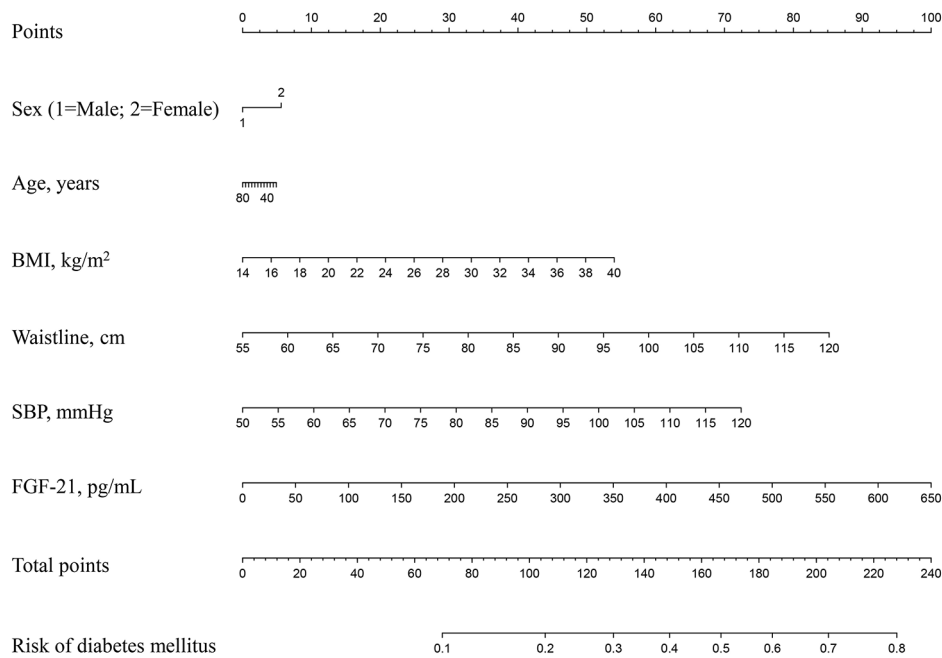 Points 0 10 20 30 40 50 60 70 80 90 100
Sex (1=Male; 2=Female) 1 2
Age, years 80 40
BMI, kg/m² 14 16 18 20 22 24 26 28 30 32 34 36 38 40
Waistline, cm 55 60 65 70 75 80 85 90 95 100 105 110 115 120
SBP, mmHg 50 55 60 65 70 75 80 85 90 95 100 105 110 115 120
FGF-21, pg/mL 0 50 100 150 200 250 300 350 400 450 500 550 600 650
Total points 0 20 40 60 80 100 120 140 160 180 200 220 240
Risk of diabetes mellitus 0.1 0.2 0.3 0.4 0.5 0.6 0.7 0.8